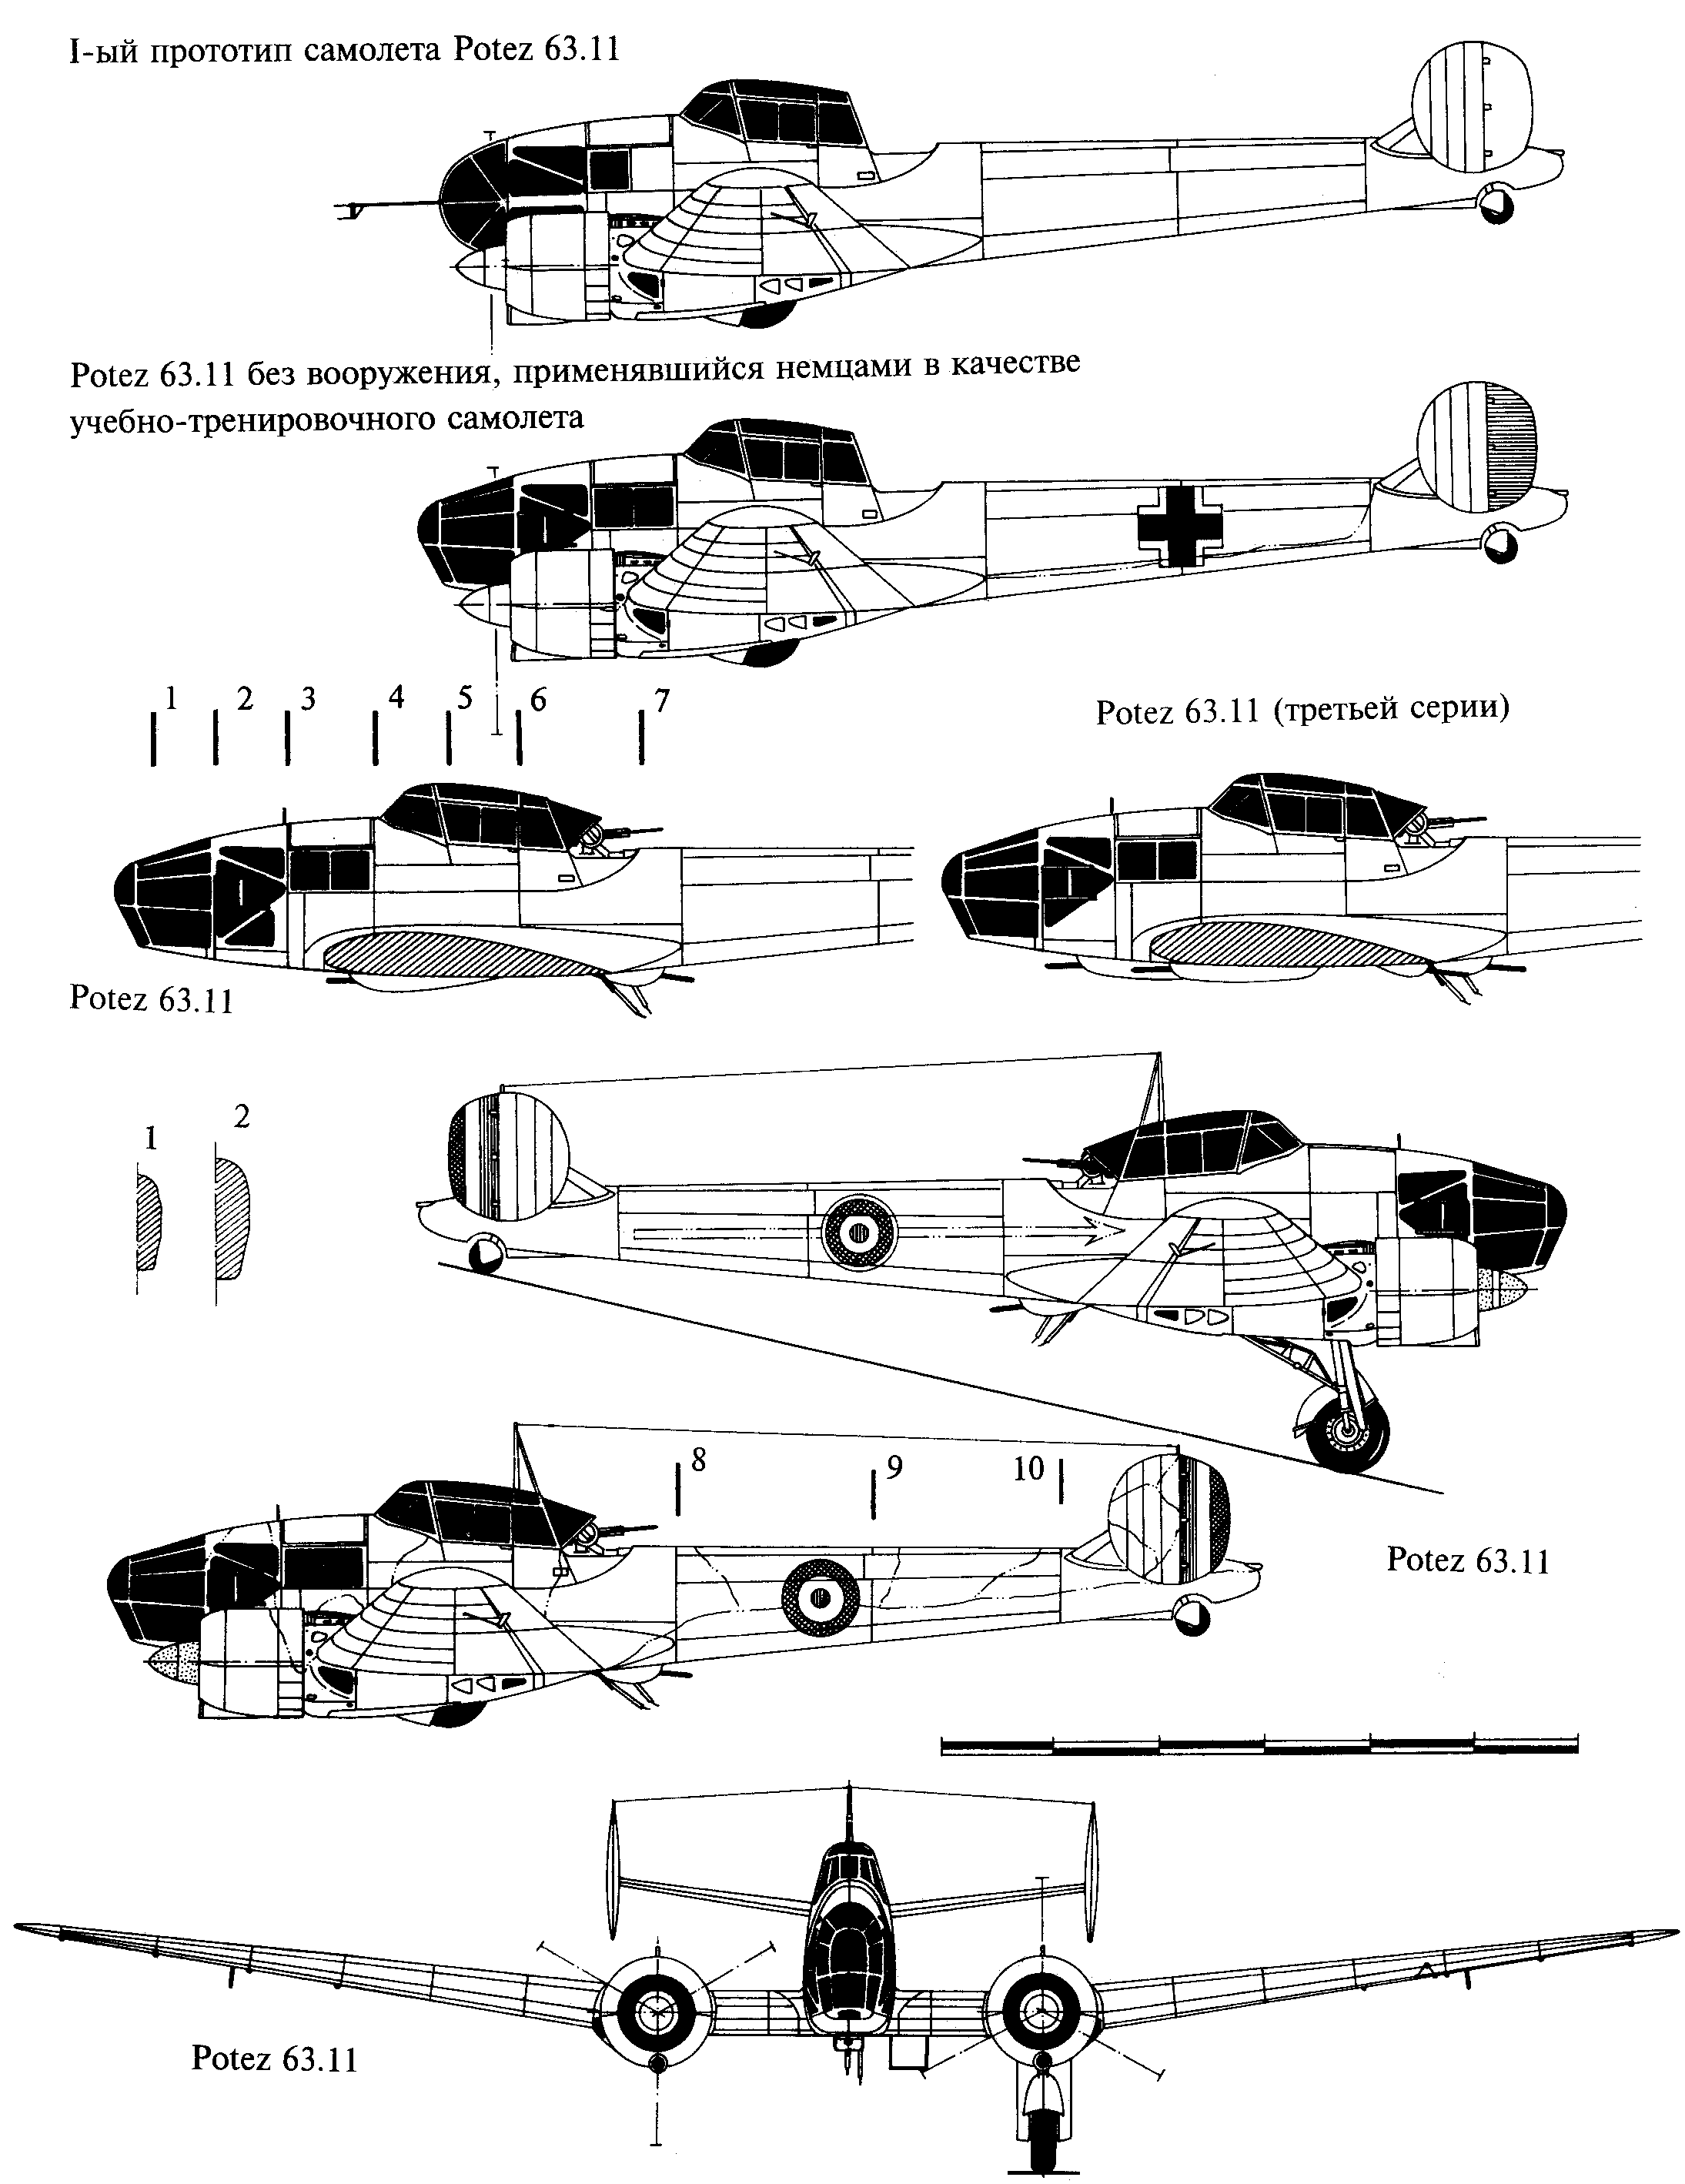 I-ый прототип самолета Potez 63.11
Potez 63.11 без вооружения, применявшийся немцами в качестве
учебно-тренировочного самолета
1 2 3 4 5 6 7
Potez 63.11 (третьей серии)
Potez 63.11
1 2
8 9 10
Potez 63.11
Potez 63.11